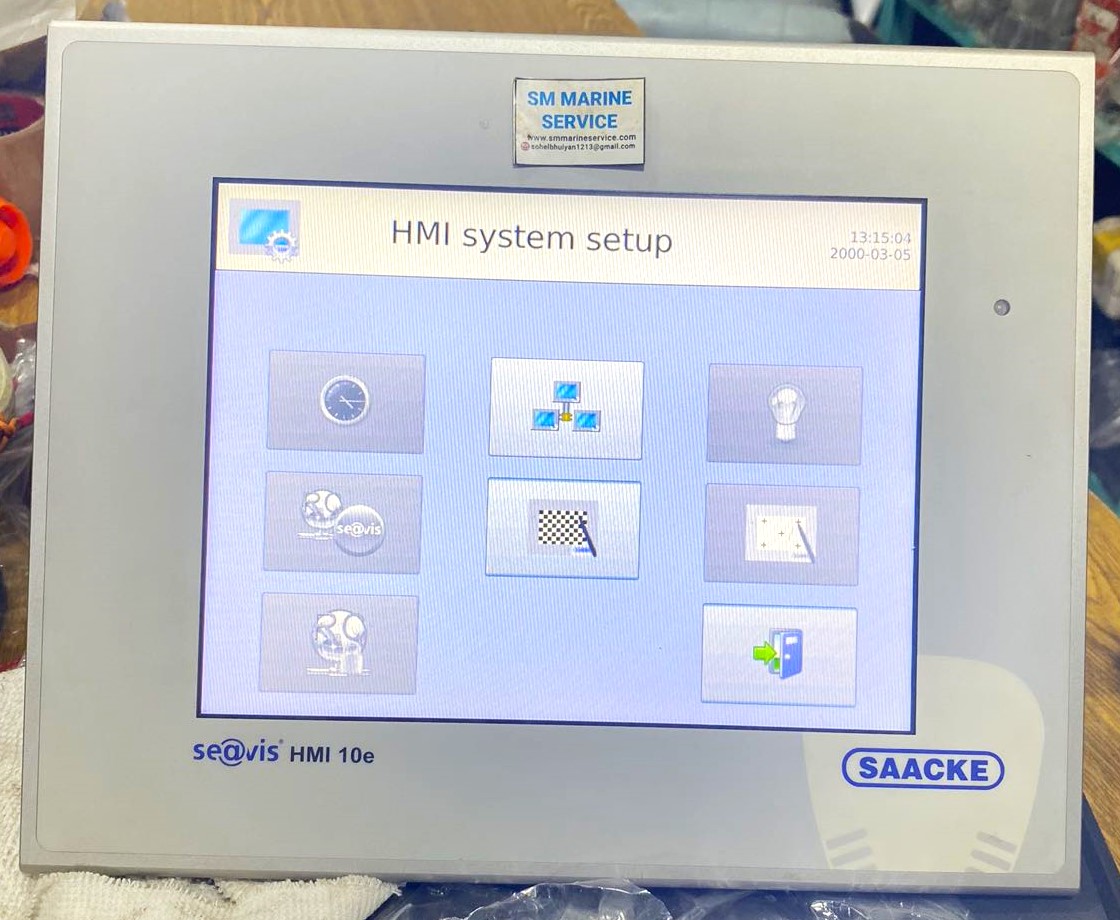 SM MARINE
SERVICE
www.smmarineservice.com
sohelbhuiyan1213@gmail.com
HMI system setup
13:15:04
2000-03-05
se@vis
se@vis® HMI 10e
SAACKE